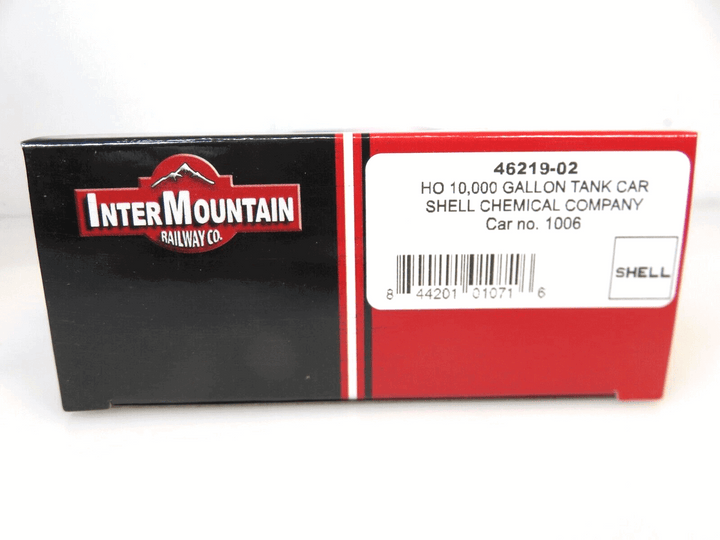 INTERMOUNTAIN
RAILWAY CO.
46219-02
HO 10,000 GALLON TANK CAR
SHELL CHEMICAL COMPANY
Car no. 1006
8 44201 01071 6
SHELL